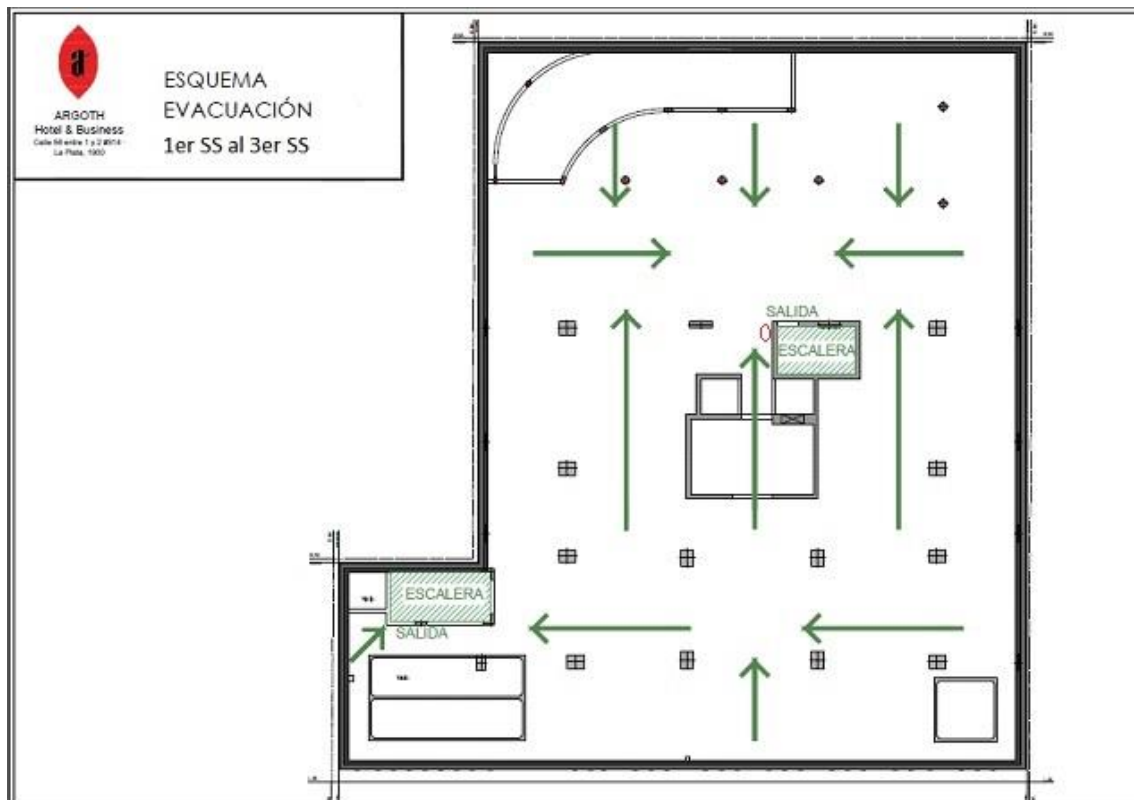 ARGOTH
Hotel & Business
La Plata, 1900
ESQUEMA
EVACUACIÓN
1er SS al 3er SS
SALIDA
ESCALERA
ESCALERA
SALIDA